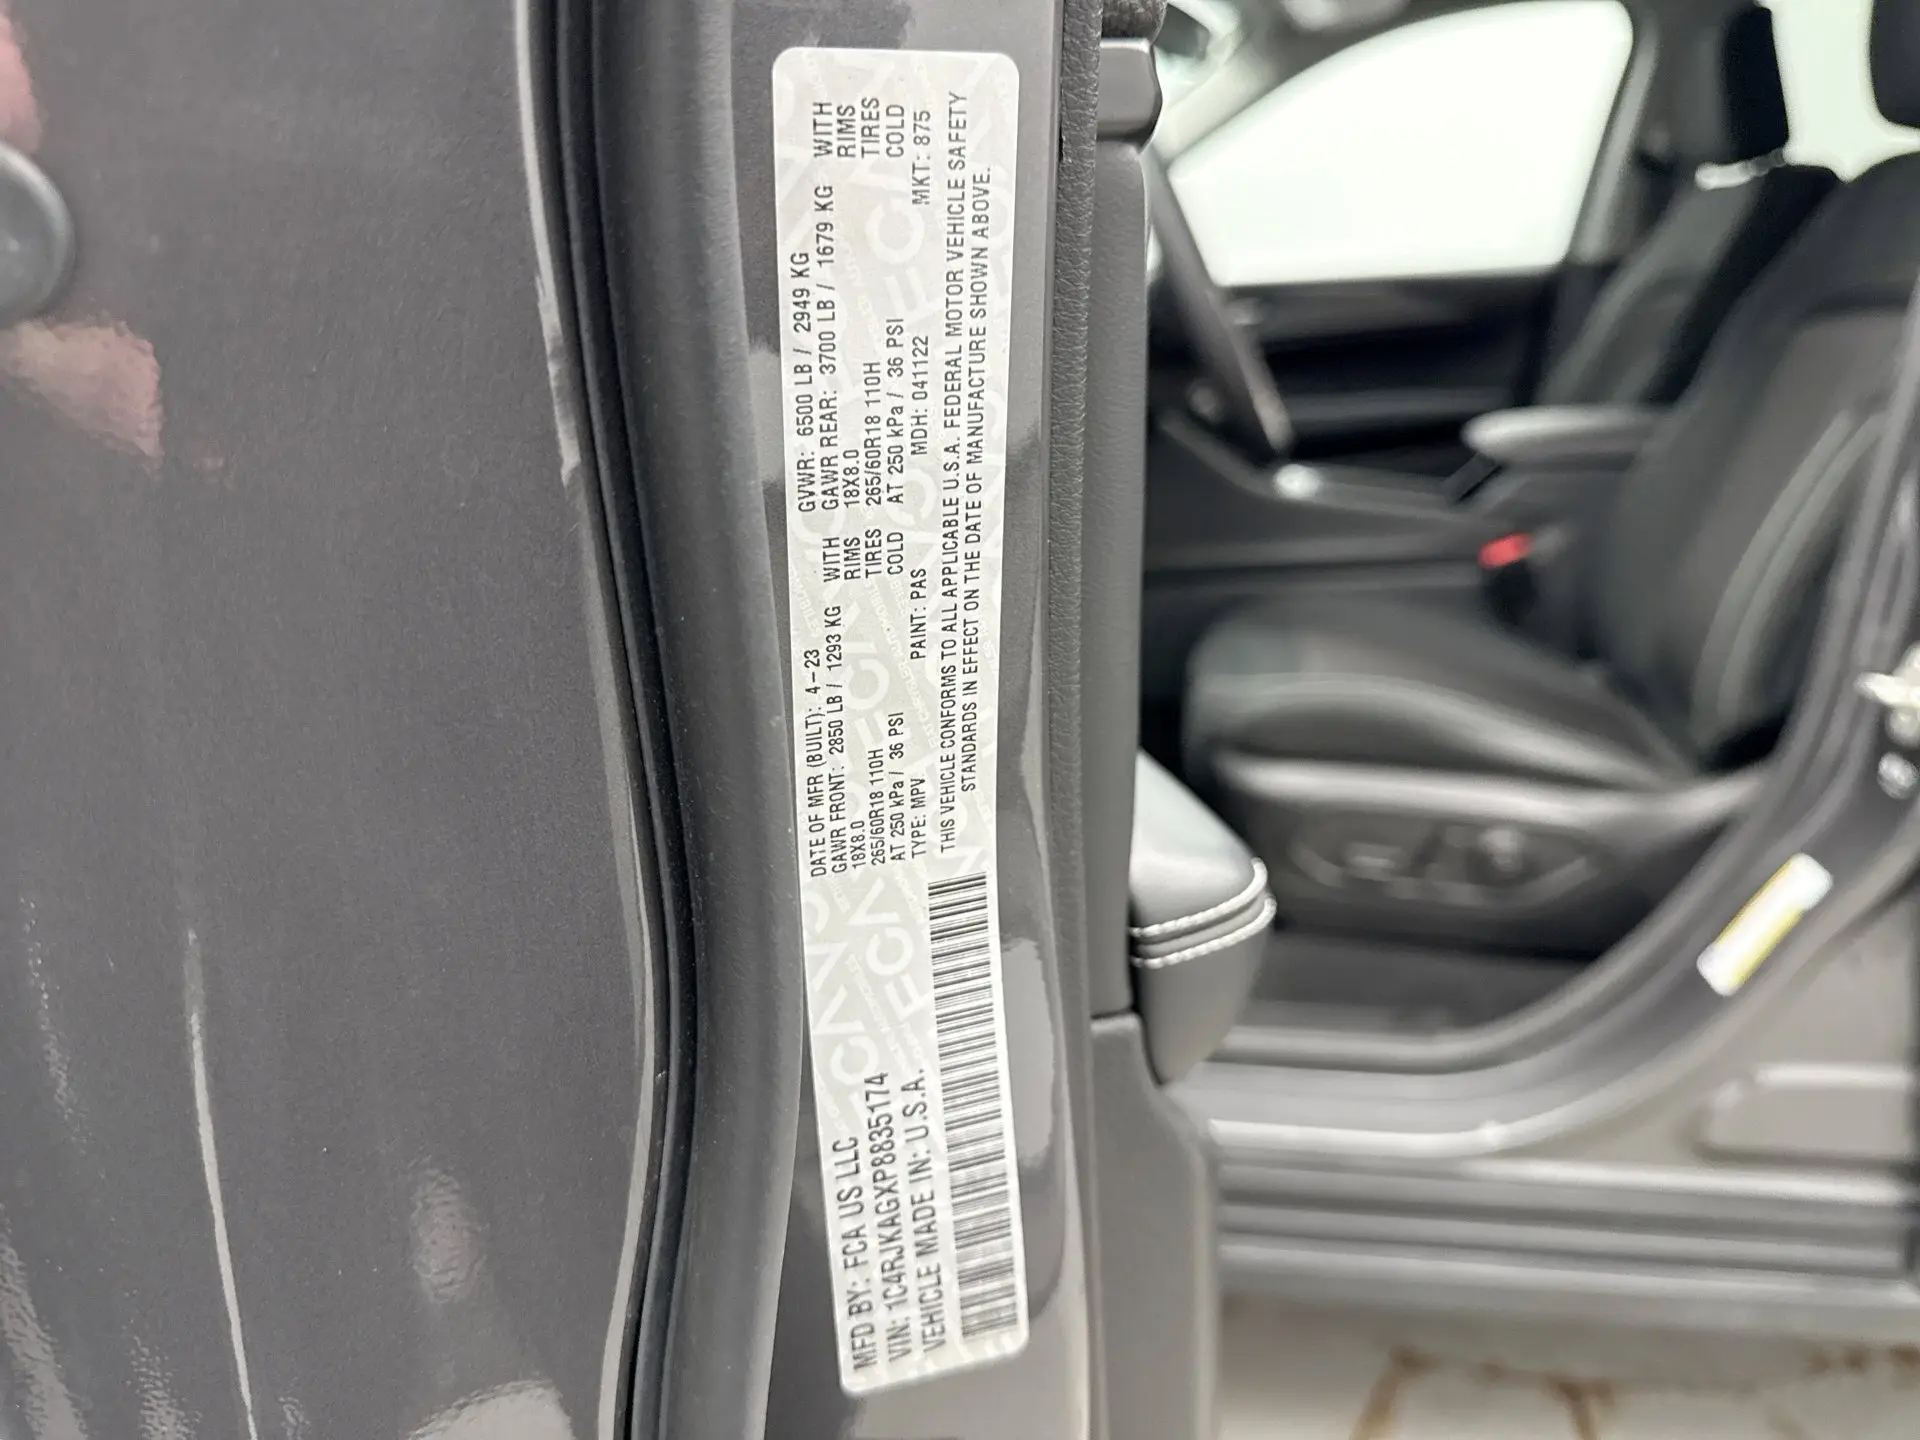 MFD BY: FCA US LLC
VIN: 1C4RJKAGXP8835174
VEHICLE MADE IN: U.S.A.
DATE OF MFR (BUILT): 4-23
GVWR: 6500 LB / 2949 KG
GAWR FRONT: 2850 LB / 1293 KG WITH
18X8.0 RIMS
265/60R18 110H TIRES
AT 250 kPa / 36 PSI COLD
GAWR REAR: 3700 LB / 1679 KG WITH
18X8.0 RIMS
265/60R18 110H TIRES
AT 250 kPa / 36 PSI COLD
TYPE: MPV PAINT: PAS MDH: 041122 MKT: 875
THIS VEHICLE CONFORMS TO ALL APPLICABLE U.S.A. FEDERAL MOTOR VEHICLE SAFETY
STANDARDS IN EFFECT ON THE DATE OF MANUFACTURE SHOWN ABOVE.